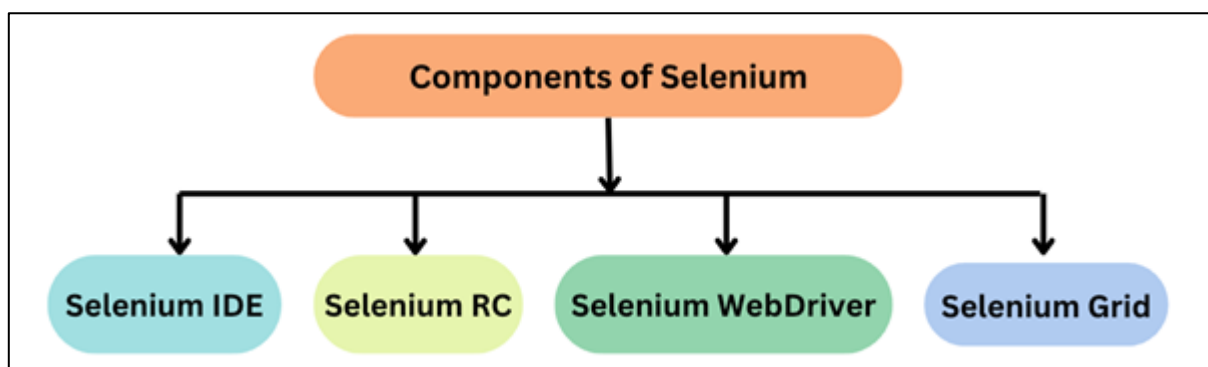 Components of Selenium
Selenium IDE
Selenium RC
Selenium WebDriver
Selenium Grid